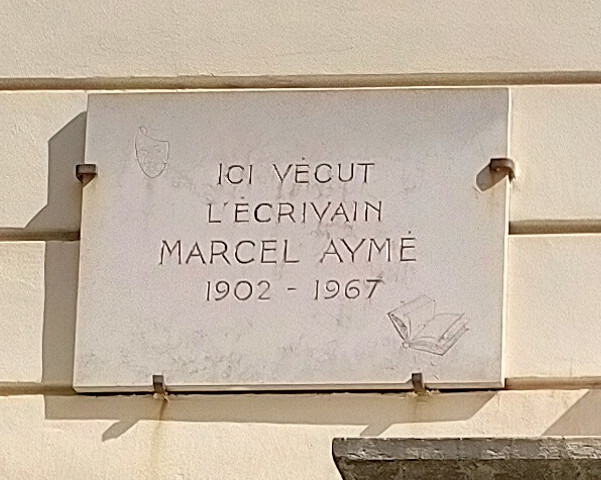 ICI VÉCUT
L'ÉCRIVAIN
MARCEL AYMÉ
1902 - 1967